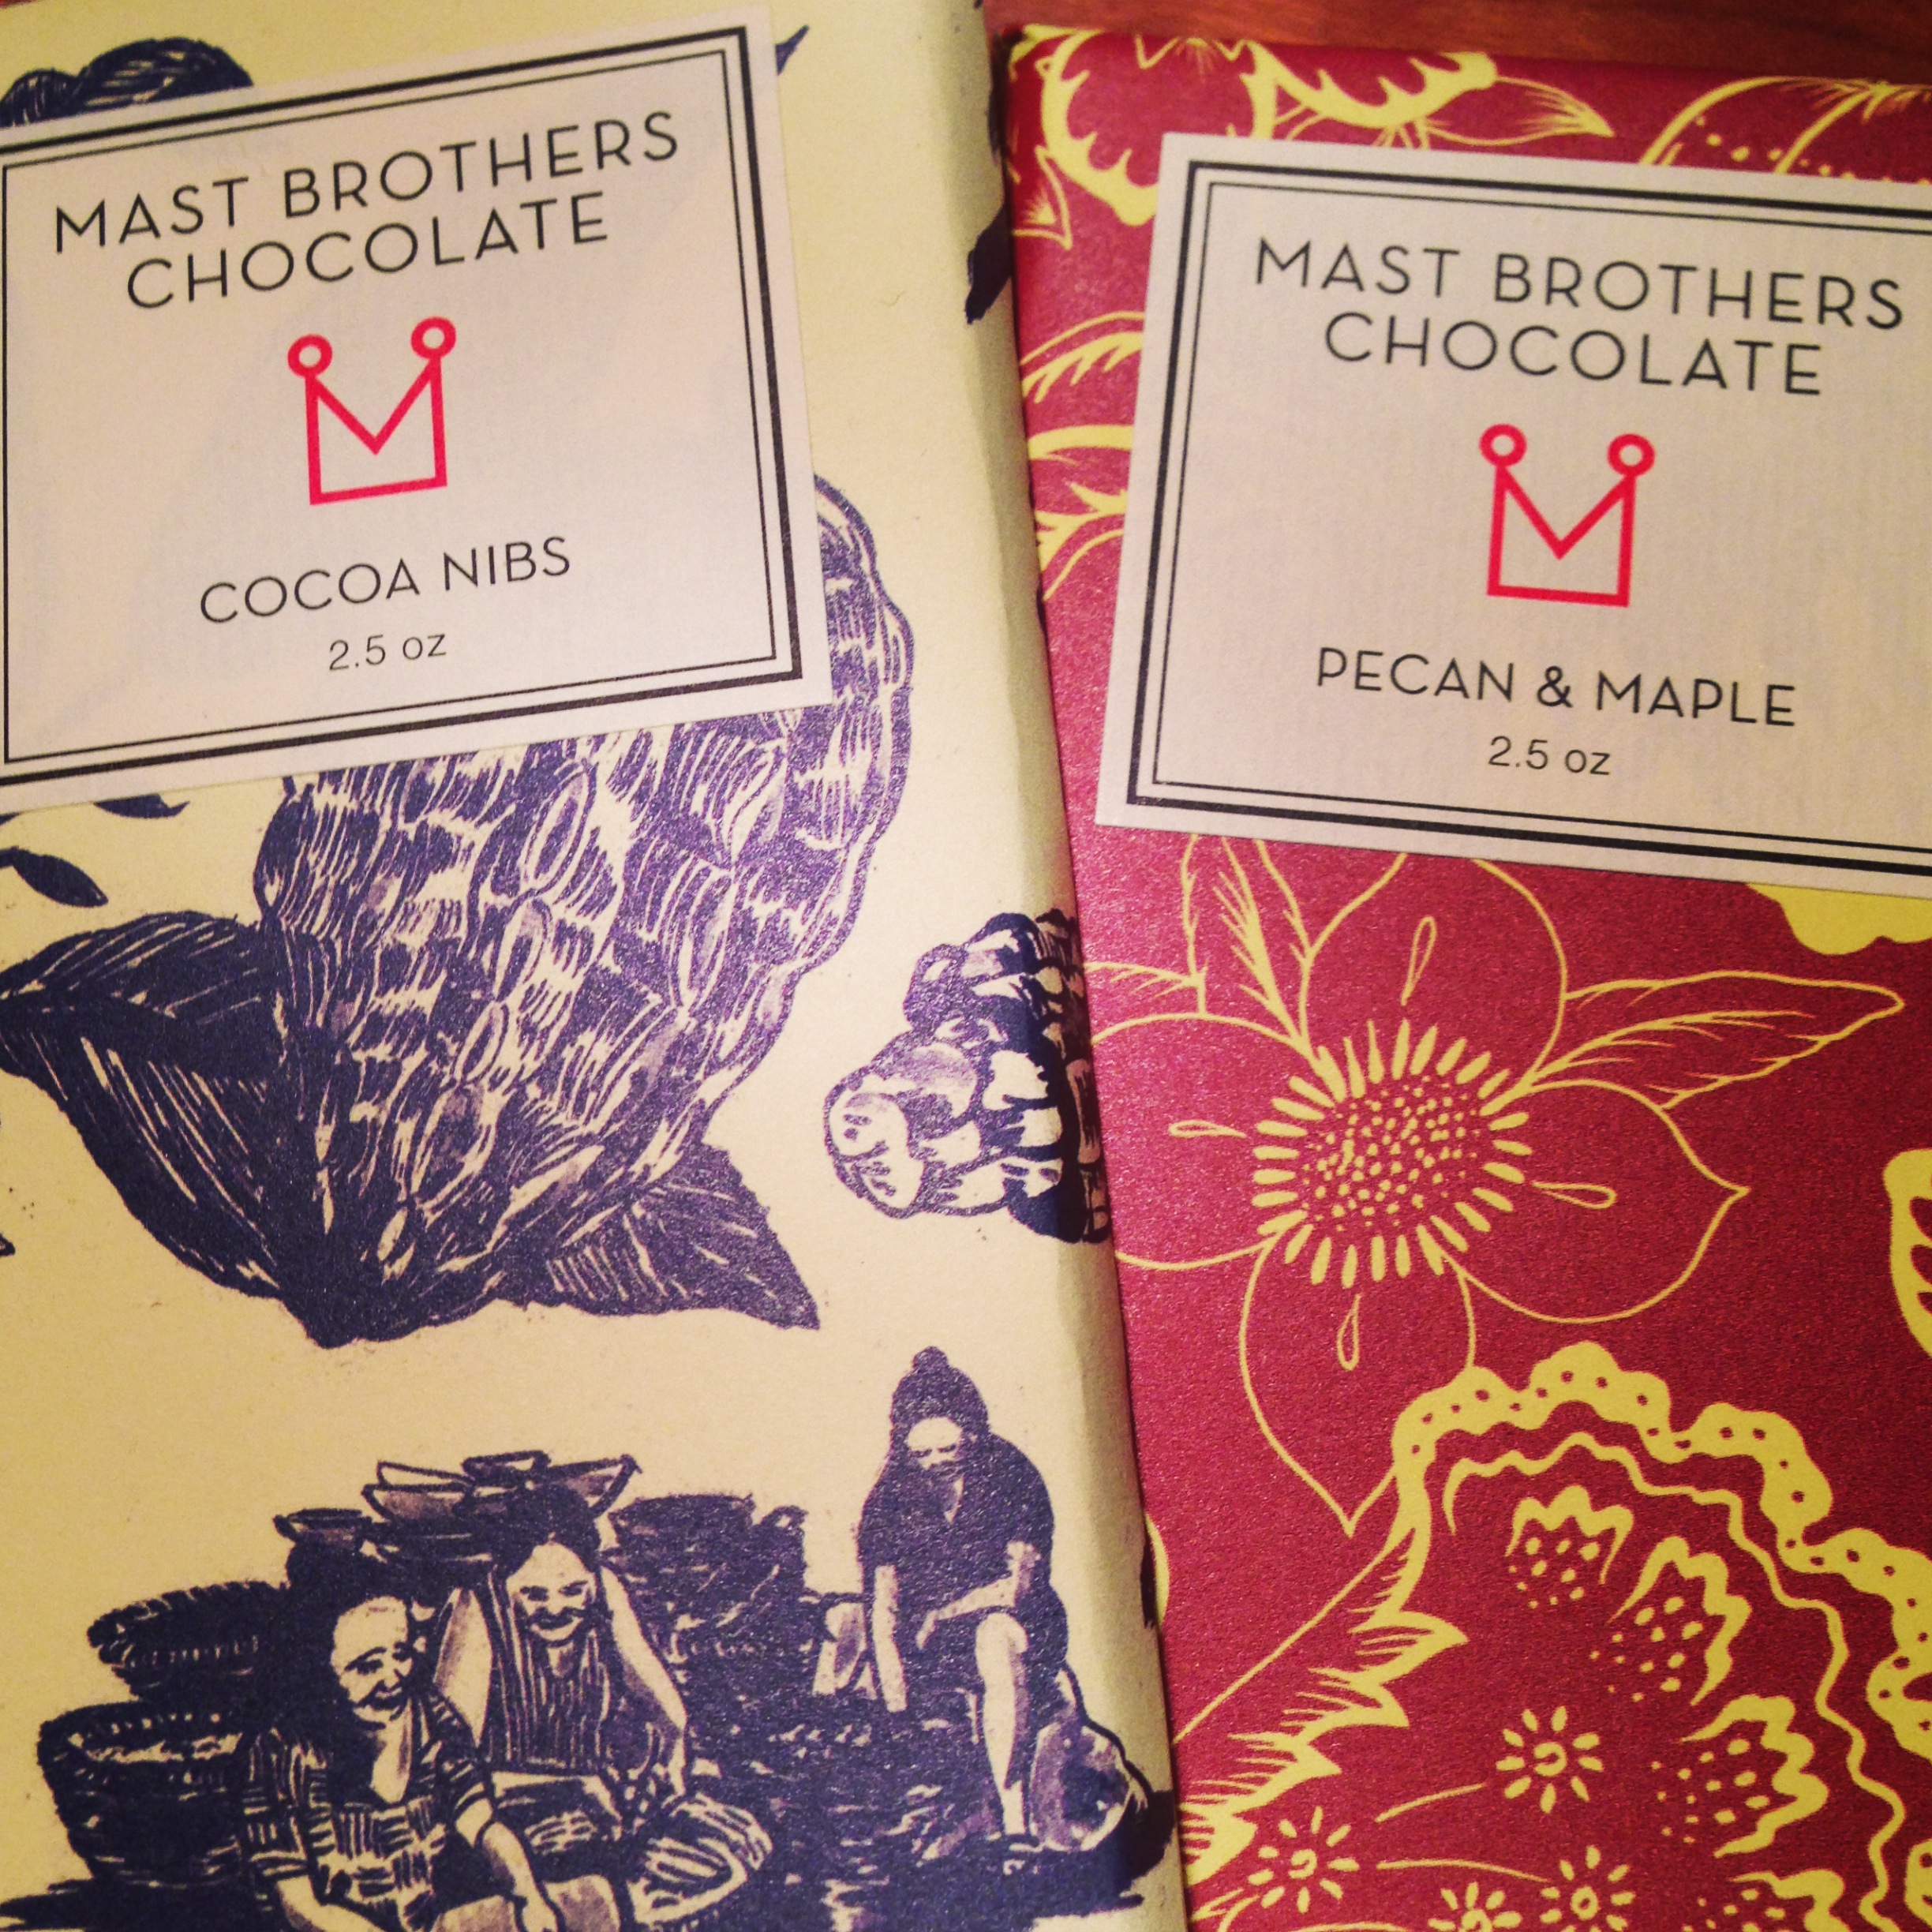 MAST BROTHERS
CHOCOLATE
COCOA NIBS
2.5 oz
MAST BROTHERS
CHOCOLATE
PECAN & MAPLE
2.5 oz